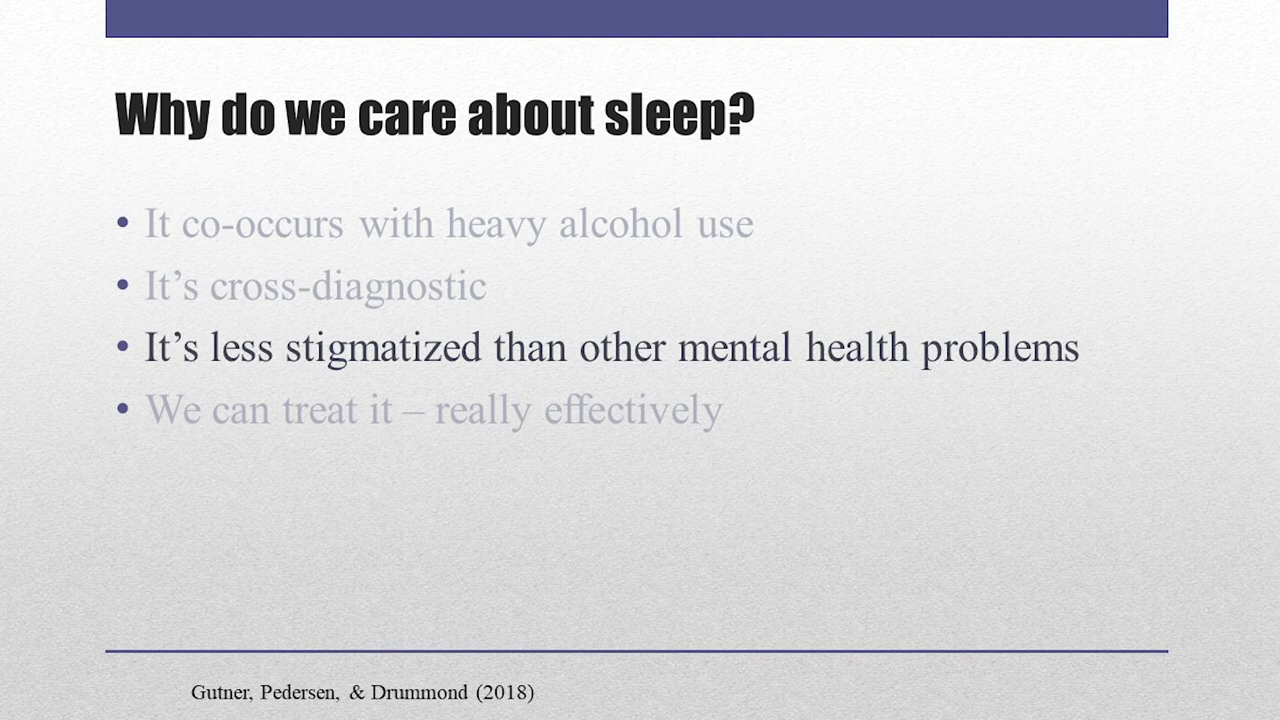 Why do we care about sleep?
• It co-occurs with heavy alcohol use
• It’s cross-diagnostic
• It’s less stigmatized than other mental health problems
• We can treat it – really effectively
Gutner, Pedersen, & Drummond (2018)